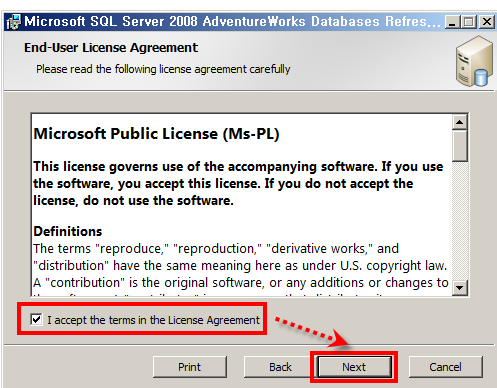 Microsoft SQL Server 2008 AdventureWorks Databases Refres...
End-User License Agreement
Please read the following license agreement carefully
Microsoft Public License (Ms-PL)
This license governs use of the accompanying software. If you use
the software, you accept this license. If you do not accept the
license, do not use the software.
Definitions
The terms "reproduce," "reproduction," "derivative works," and
"distribution" have the same meaning here as under U.S. copyright law.
A "contribution" is the original software, or any additions or changes to
I accept the terms in the License Agreement
Print Back Next Cancel